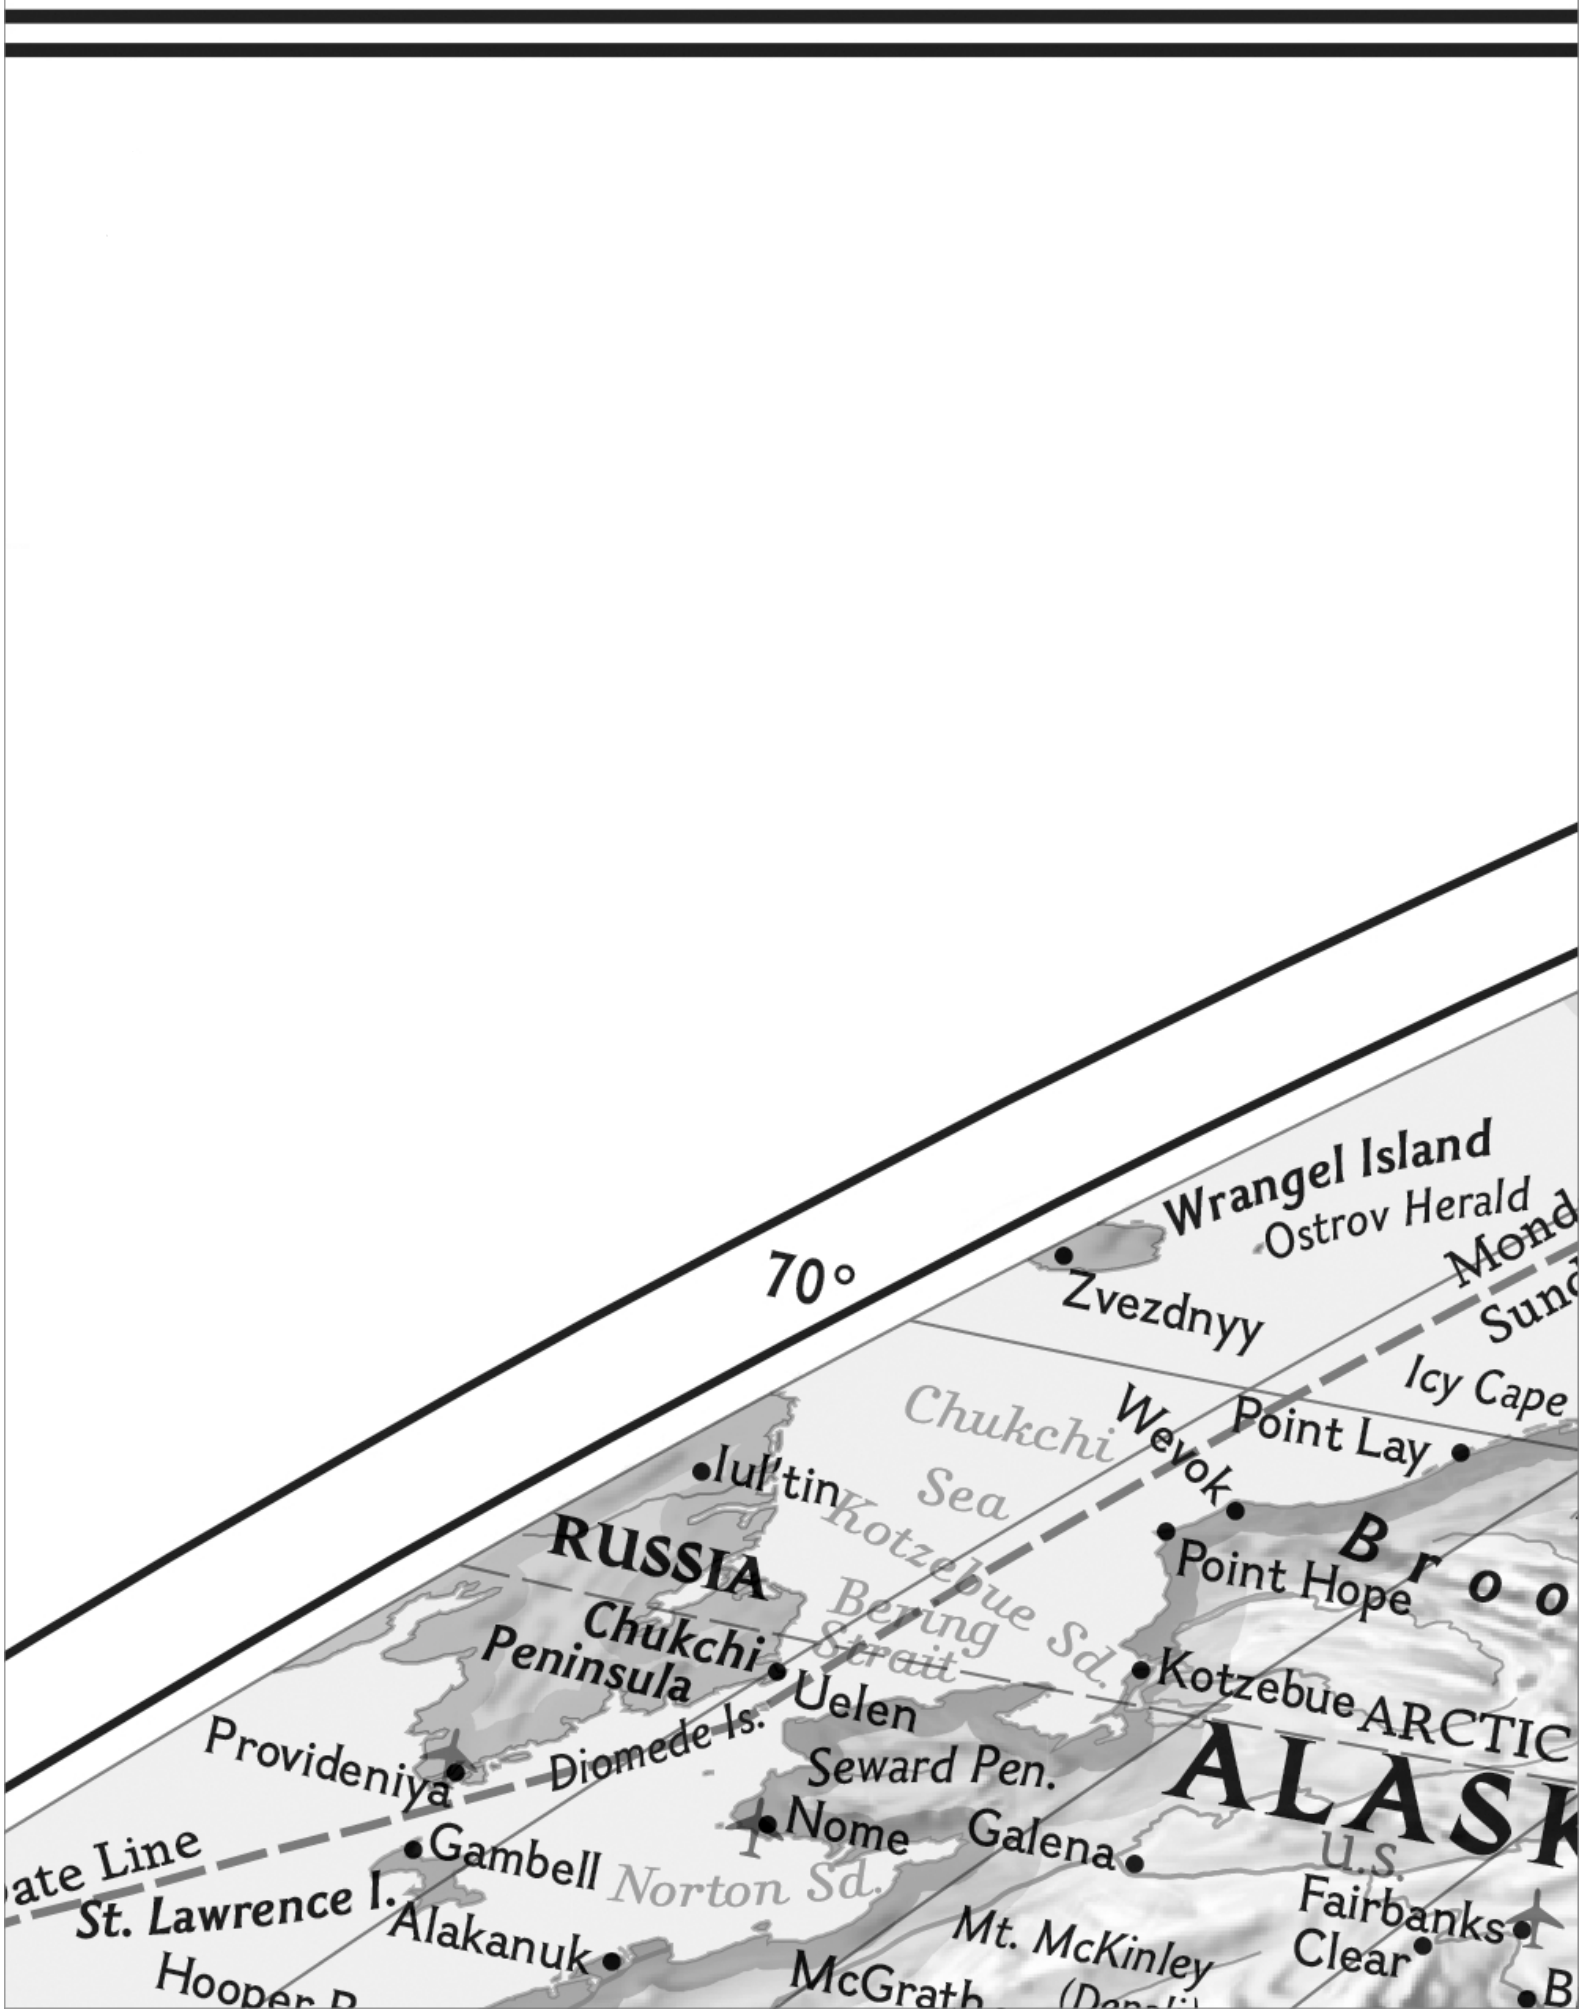 70°
Wrangel Island
Ostrov Herald
Zvezdnyy
Icy Cape
Chukchi
Sea
Wevok
Point Lay
Iul'tin
Kotzebue Sd.
RUSSIA
Point Hope
Bering
Strait
Chukchi
Peninsula
Uelen
Kotzebue
ARCTIC
Diomede Is.
Provideniya
Seward Pen.
Nome
Galena
U.S.
Gambell
Norton Sd.
St. Lawrence I.
Alakanuk
Fairbanks
Clear
Mt. McKinley
McGrath